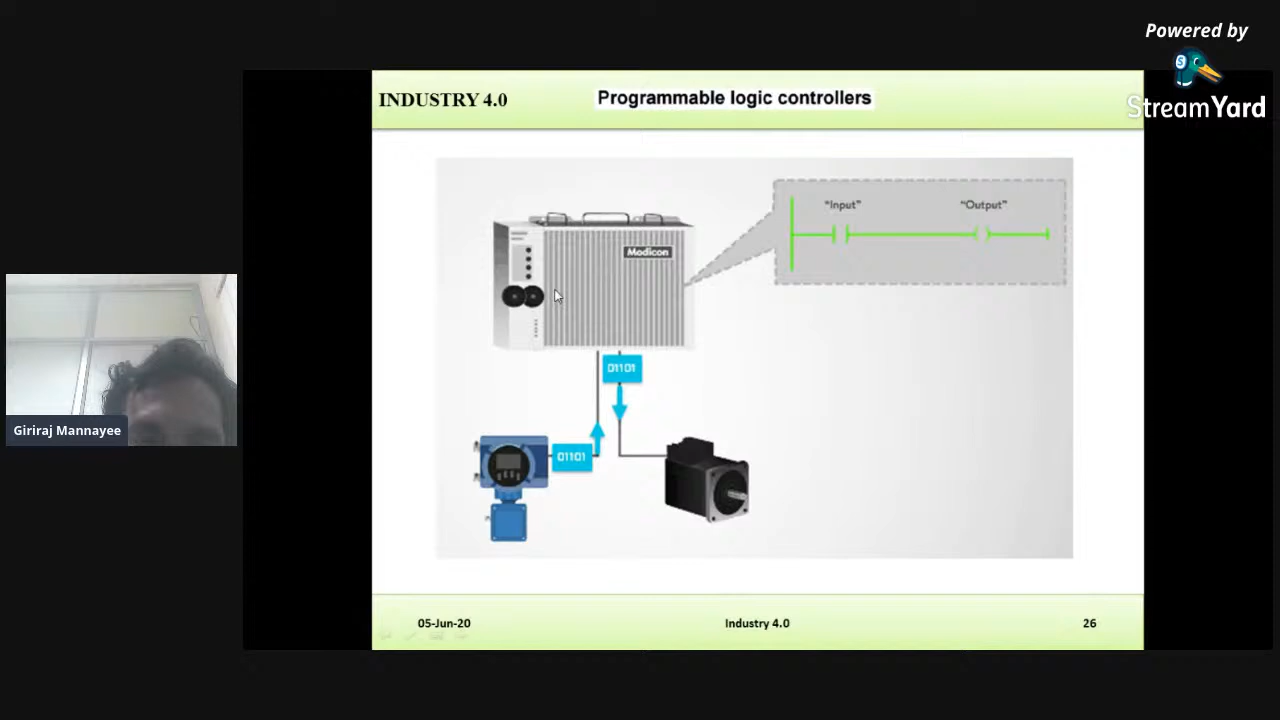 Powered by
StreamYard
INDUSTRY 4.0
Programmable logic controllers
Modicon
"Input"
"Output"
01101
01101
Giriraj Mannayee
05-Jun-20
Industry 4.0
26